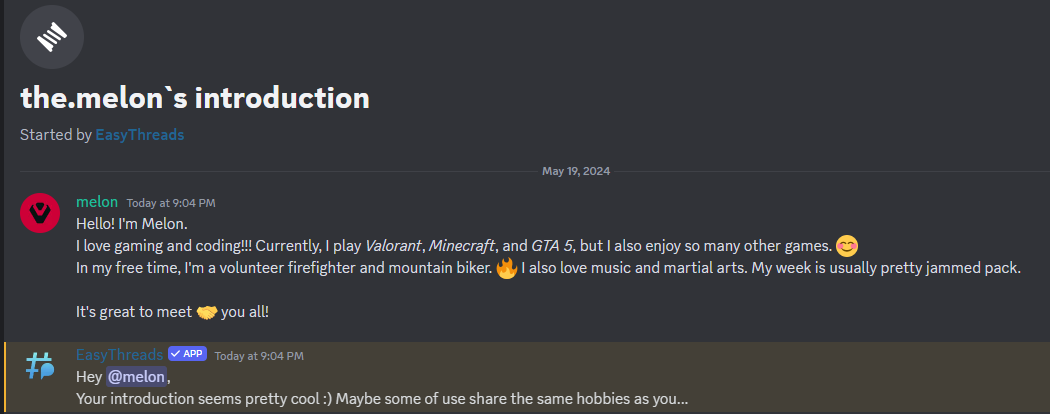 the.melon`s introduction
Started by EasyThreads
May 19, 2024
melon Today at 9:04 PM
Hello! I'm Melon.
I love gaming and coding!!! Currently, I play Valorant, Minecraft, and GTA 5, but I also enjoy so many other games. 😊
In my free time, I'm a volunteer firefighter and mountain biker. 🔥 I also love music and martial arts. My week is usually pretty jammed pack.
It's great to meet 🤝 you all!
EasyThreads ✓ APP Today at 9:04 PM
Hey @melon,
Your introduction seems pretty cool :) Maybe some of use share the same hobbies as you...